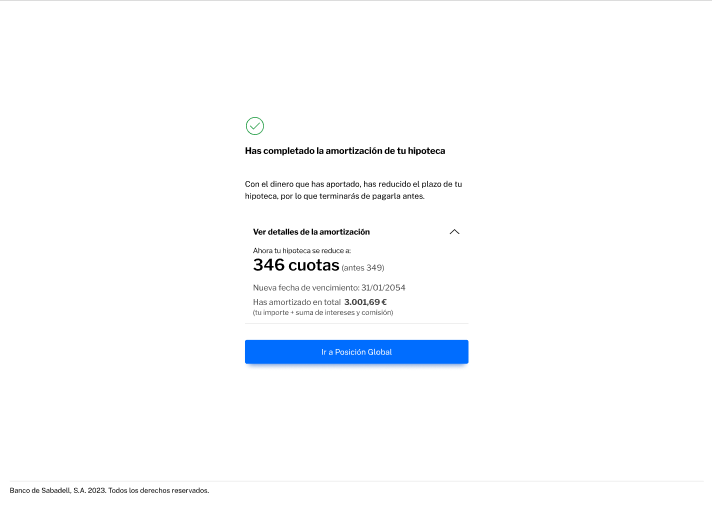 Has completado la amortización de tu hipoteca
Con el dinero que has aportado, has reducido el plazo de tu
hipoteca, por lo que terminarás de pagarla antes.
Ver detalles de la amortización
Ahora tu hipoteca se reduce a:
346 cuotas (antes 349)
Nueva fecha de vencimiento: 31/01/2054
Has amortizado en total 3.001,69 €
(tu importe + suma de intereses y comisión)
Ir a Posición Global
Banco de Sabadell, S.A. 2023. Todos los derechos reservados.